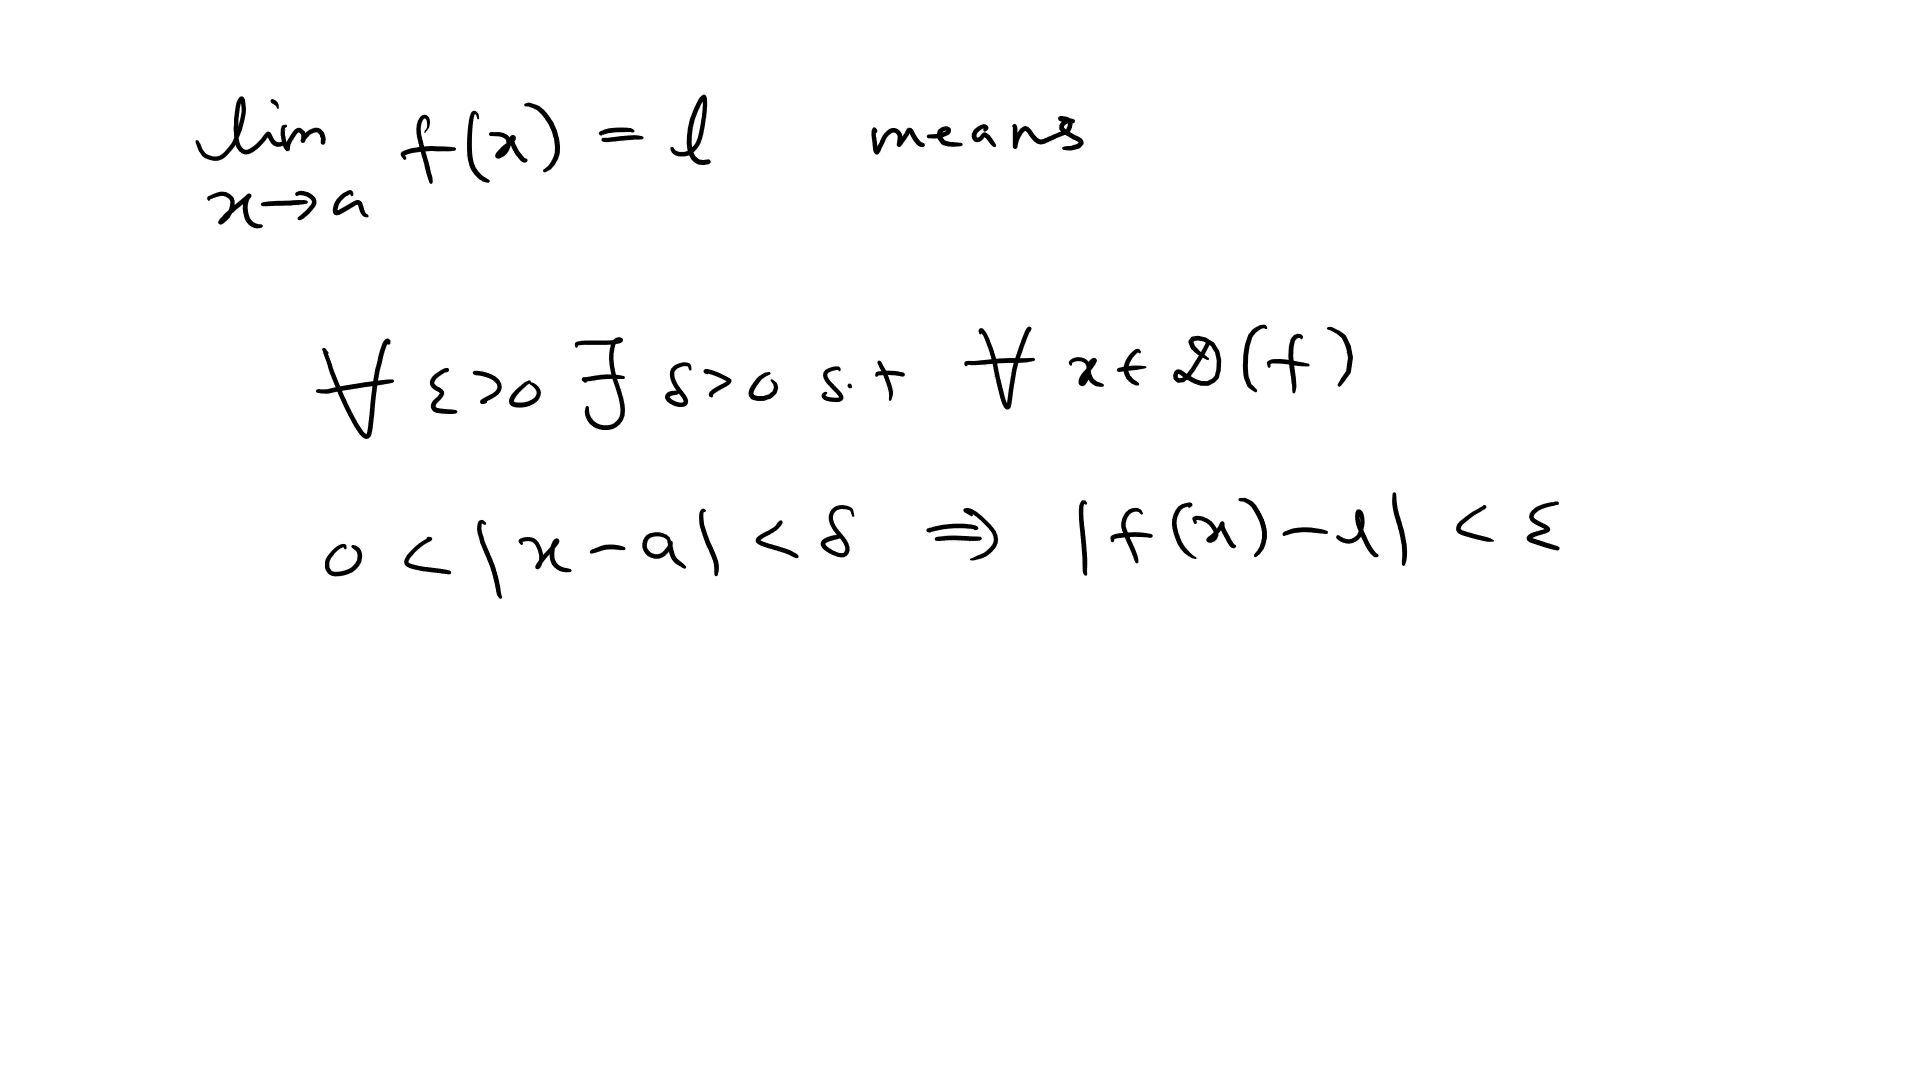 lim f(x) = l means
x→a
∀ ε>0 ∃ δ>0 s.t ∀ x ∈ D(f)
0 < |x-a| < δ ⇒ |f(x)-l| < ε